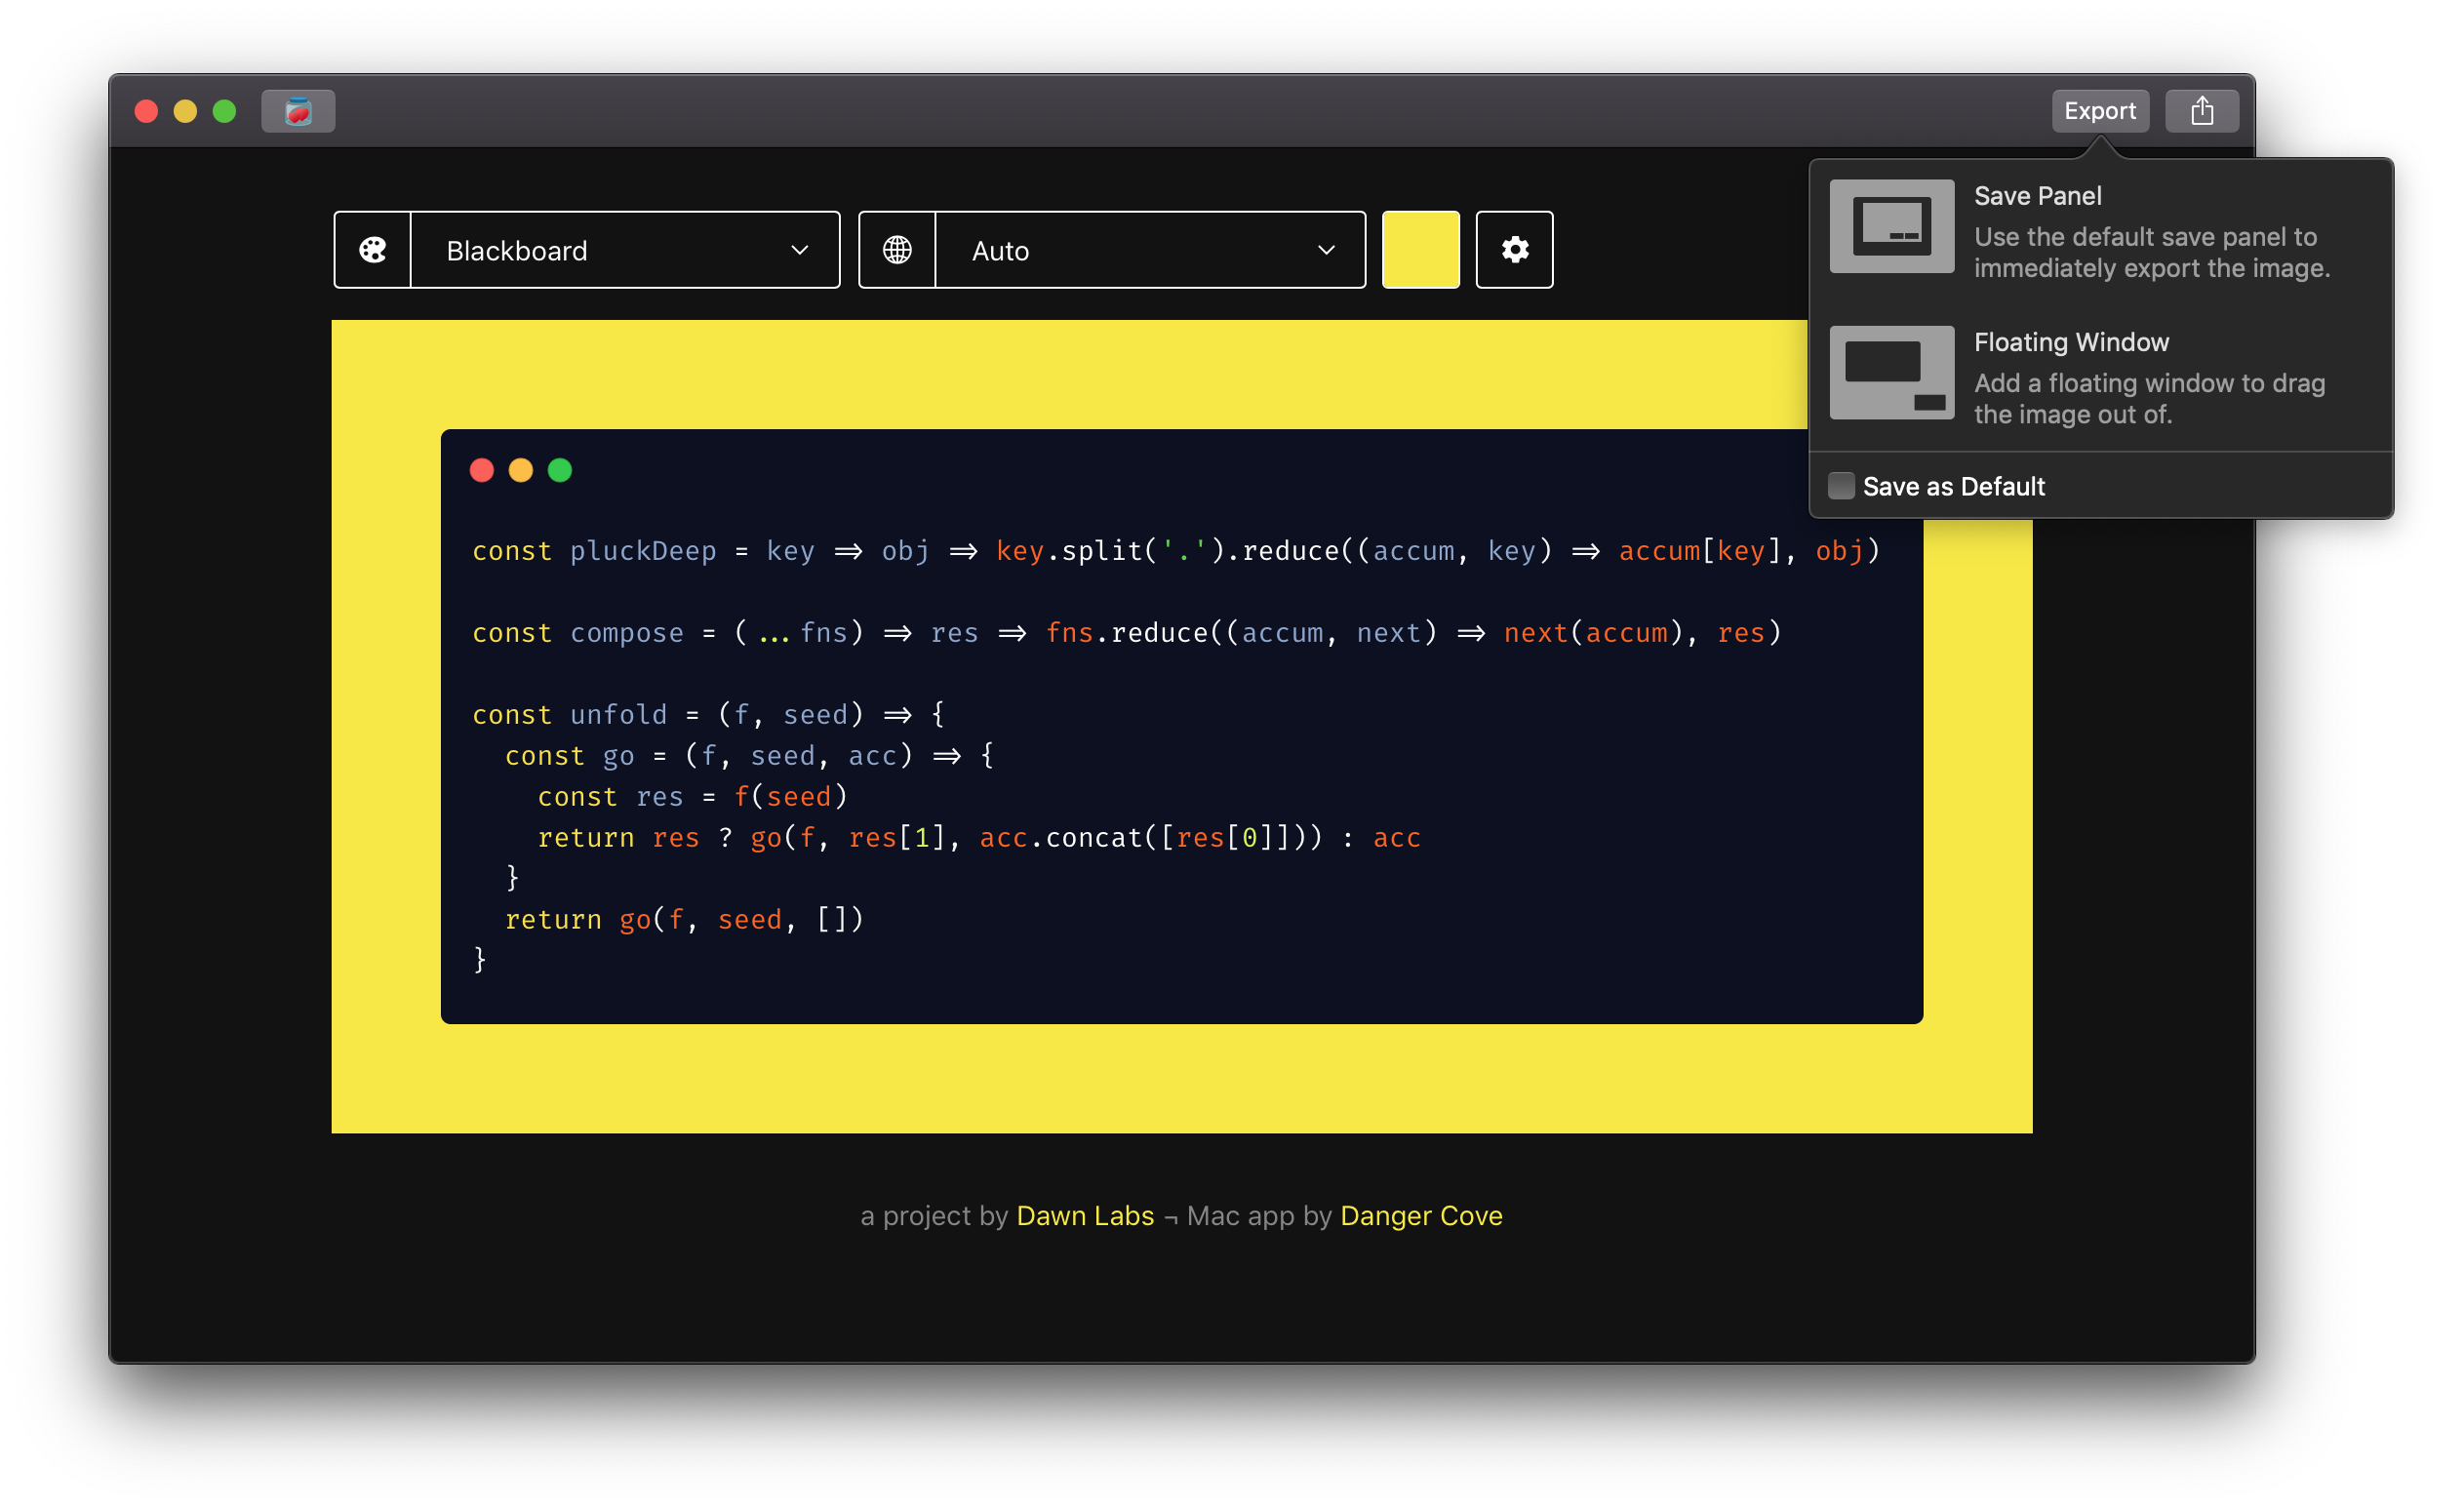 Export
Blackboard
Auto
Save Panel
Use the default save panel to
immediately export the image.
Floating Window
Add a floating window to drag
the image out of.
Save as Default
const pluckDeep = key => obj => key.split('.').reduce((accum, key) => accum[key], obj)
const compose = (...fns) => res => fns.reduce((accum, next) => next(accum), res)
const unfold = (f, seed) => {
  const go = (f, seed, acc) => {
    const res = f(seed)
    return res ? go(f, res[1], acc.concat([res[0]])) : acc
  }
  return go(f, seed, [])
}
a project by Dawn Labs ¬ Mac app by Danger Cove